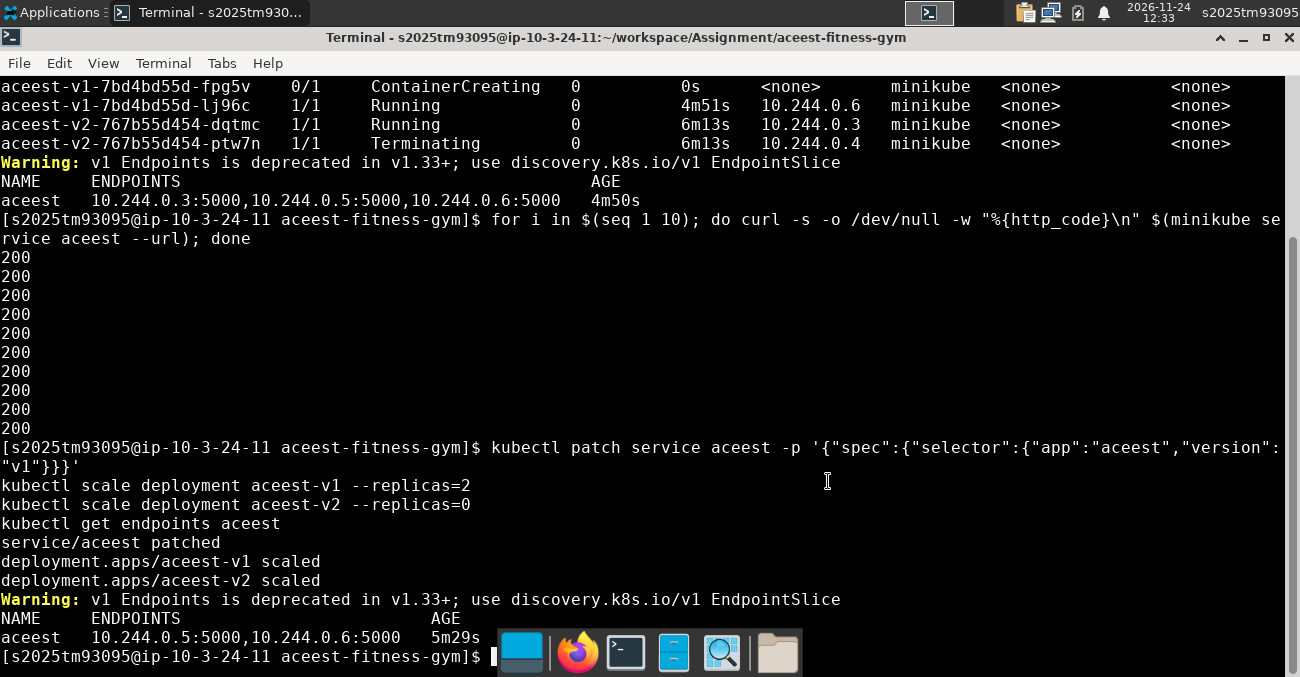 Applications
Terminal - s2025tm930...
2026-11-24
12:33
s2025tm93095
Terminal - s2025tm93095@ip-10-3-24-11:~/workspace/Assignment/aceest-fitness-gym
File Edit View Terminal Tabs Help
aceest-v1-7bd4bd55d-fpg5v 0/1 ContainerCreating 0 0s <none> minikube <none> <none>
aceest-v1-7bd4bd55d-lj96c 1/1 Running 0 4m51s 10.244.0.6 minikube <none> <none>
aceest-v2-767b55d454-dqtmc 1/1 Running 0 6m13s 10.244.0.3 minikube <none> <none>
aceest-v2-767b55d454-ptw7n 1/1 Terminating 0 6m13s 10.244.0.4 minikube <none> <none>
Warning: v1 Endpoints is deprecated in v1.33+; use discovery.k8s.io/v1 EndpointSlice
NAME ENDPOINTS AGE
aceest 10.244.0.3:5000,10.244.0.5:5000,10.244.0.6:5000 4m50s
[s2025tm93095@ip-10-3-24-11 aceest-fitness-gym]$ for i in $(seq 1 10); do curl -s -o /dev/null -w "%{http_code}\n" $(minikube se
rvice aceest --url); done
200
200
200
200
200
200
200
200
200
200
[s2025tm93095@ip-10-3-24-11 aceest-fitness-gym]$ kubectl patch service aceest -p '{"spec":{"selector":{"app":"aceest","version":
"v1"}}}'
kubectl scale deployment aceest-v1 --replicas=2
kubectl scale deployment aceest-v2 --replicas=0
kubectl get endpoints aceest
service/aceest patched
deployment.apps/aceest-v1 scaled
deployment.apps/aceest-v2 scaled
Warning: v1 Endpoints is deprecated in v1.33+; use discovery.k8s.io/v1 EndpointSlice
NAME ENDPOINTS AGE
aceest 10.244.0.5:5000,10.244.0.6:5000 5m29s
[s2025tm93095@ip-10-3-24-11 aceest-fitness-gym]$